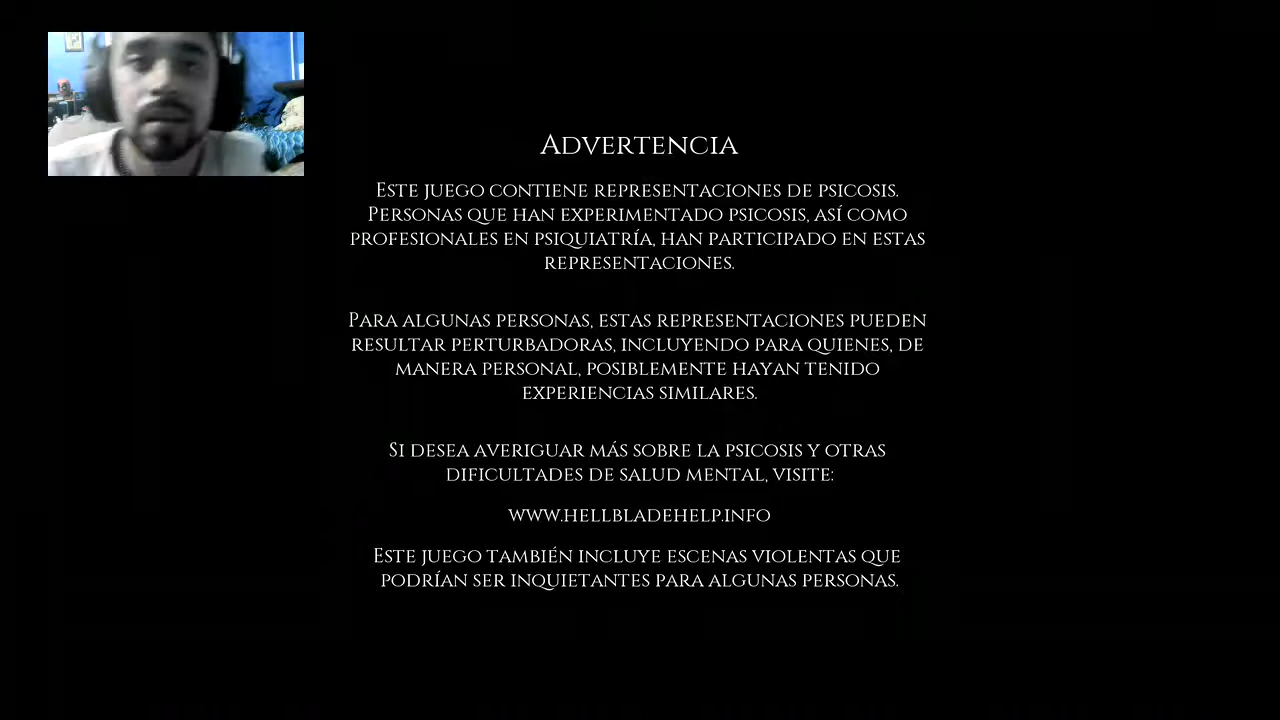 Advertencia
Este juego contiene representaciones de psicosis.
Personas que han experimentado psicosis, así como
profesionales en psiquiatría, han participado en estas
representaciones.
Para algunas personas, estas representaciones pueden
resultar perturbadoras, incluyendo para quienes, de
manera personal, posiblemente hayan tenido
experiencias similares.
Si desea averiguar más sobre la psicosis y otras
dificultades de salud mental, visite:
www.hellbladehelp.info
Este juego también incluye escenas violentas que
podrían ser inquietantes para algunas personas.